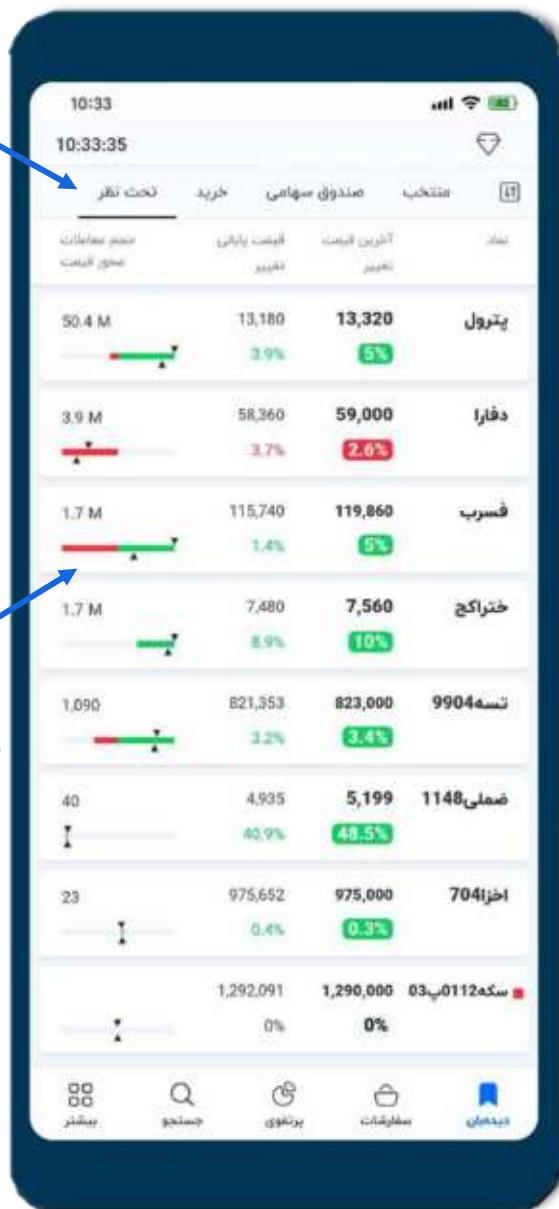 10:33
10:33:35
منتخب صندوق سهامی خرید تحت نظر
نماد آخرین قیمت قیمت پایانی حجم معاملات
تغییر تغییر محور قیمت
پترول 13,320 13,180 50.4 M
5% 3.9%
دفارا 59,000 58,360 3.9 M
2.6% 3.7%
فسرب 119,860 115,740 1.7 M
5% 1.4%
ختراکچ 7,560 7,480 1.7 M
10% 8.9%
تسه9904 823,000 821,353 1,090
3.4% 3.2%
ضملی1148 5,199 4,935 40
48.5% 40.9%
اخزا704 975,000 975,652 23
0.3% 0.4%
سکه0112پ03 1,290,000 1,292,091
0% 0%
دیده‌بان سفارشات پرتفوی جستجو بیشتر